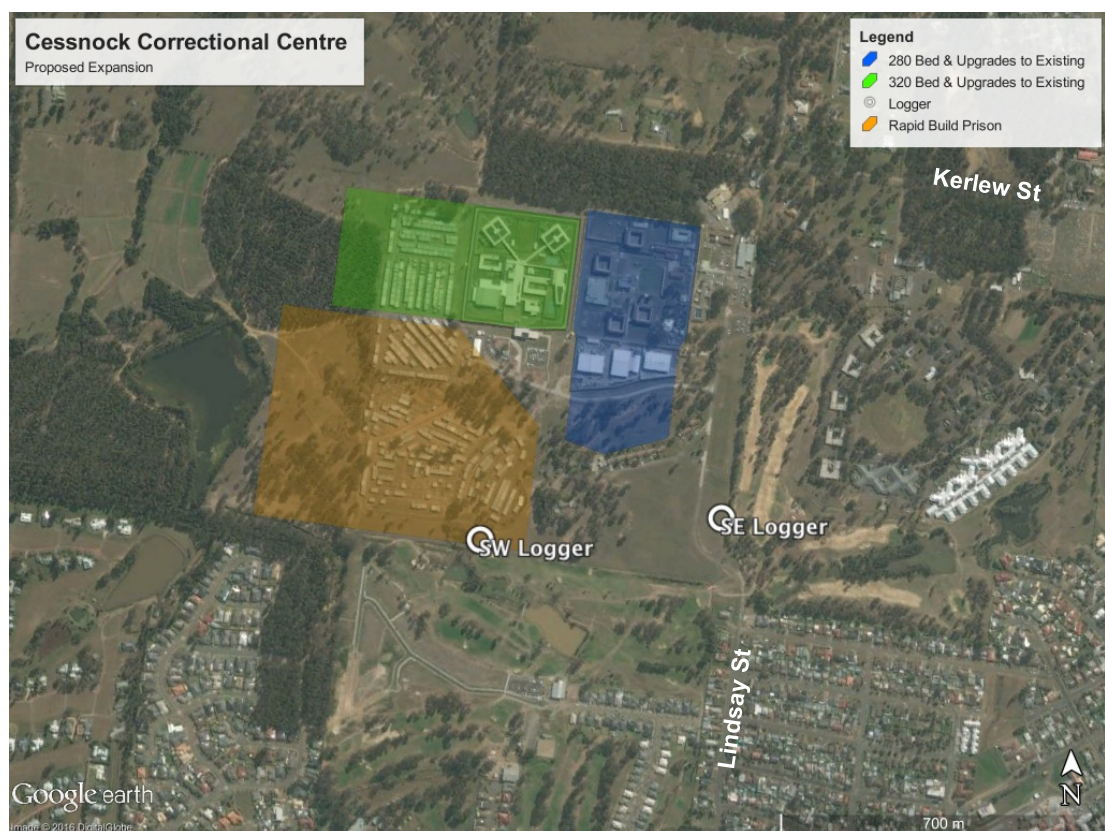 Cessnock Correctional Centre
Proposed Expansion
Legend
280 Bed & Upgrades to Existing
320 Bed & Upgrades to Existing
Logger
Rapid Build Prison
Kerlew St
SE Logger
SW Logger
Lindsay St
Google earth
N
Image © 2016 DigitalGlobe
700 m